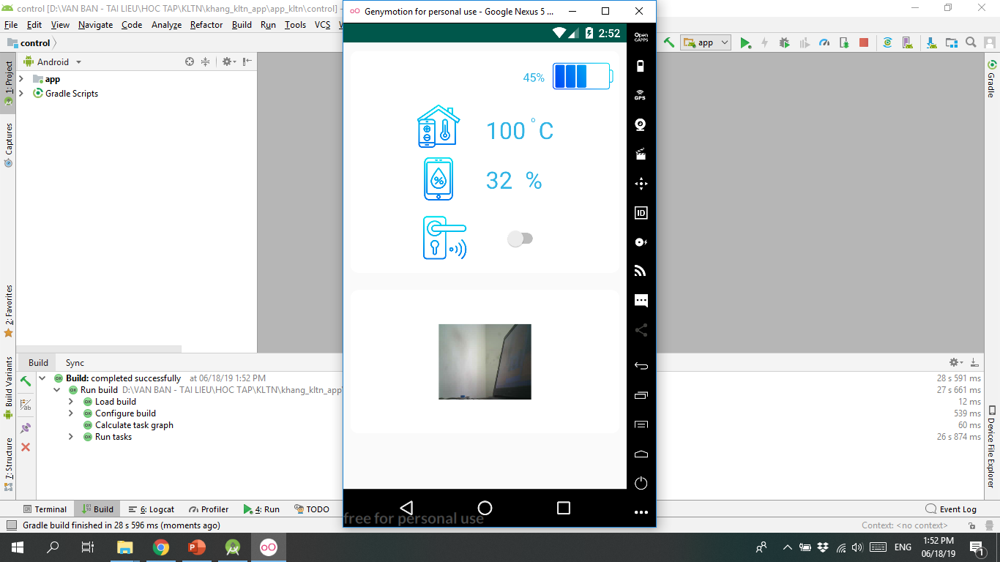 control [D:\VAN BAN - TAI LIEU\HOC TAP\KLTN\khang_kltn_app\app_kltn\control] -
File Edit View Navigate Code Analyze Refactor Build Run Tools VCS
control
app
Android
1: Project
app
Gradle Scripts
Captures
2: Favorites
Build Variants
7: Structure
Genymotion for personal use - Google Nexus 5 ...
2:52
Open GAPPS
GPS
ID
45%
100°C
32 %
%
free for personal use
Gradle
Device File Explorer
Build Sync
Build: completed successfully at 06/18/19 1:52 PM 28 s 591 ms
Run build D:\VAN BAN - TAI LIEU\HOC TAP\KLTN\khang_kltn_app\ 27 s 661 ms
Load build 12 ms
Configure build 539 ms
Calculate task graph 60 ms
Run tasks 26 s 874 ms
Terminal Build 6: Logcat Profiler 4: Run TODO Event Log
Gradle build finished in 28 s 596 ms (moments ago) Context: <no context>
ENG
1:52 PM
06/18/19
1